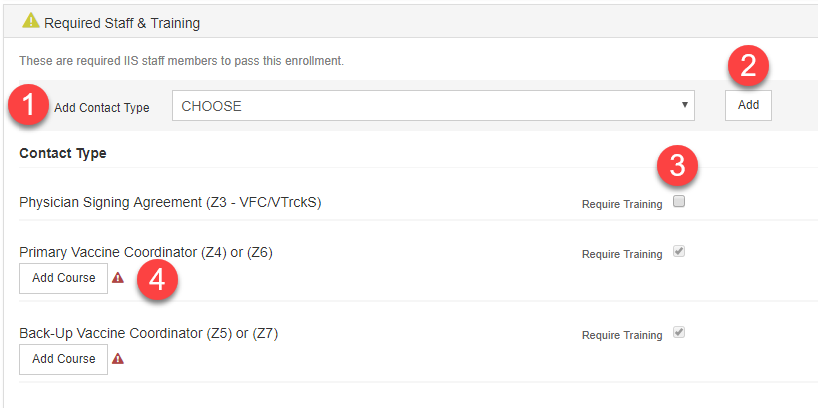 Required Staff & Training
These are required IIS staff members to pass this enrollment.
2
1 Add Contact Type CHOOSE Add
Contact Type
3
Physician Signing Agreement (Z3 - VFC/VTrckS) Require Training
Primary Vaccine Coordinator (Z4) or (Z6) Require Training
Add Course 4
Back-Up Vaccine Coordinator (Z5) or (Z7) Require Training
Add Course